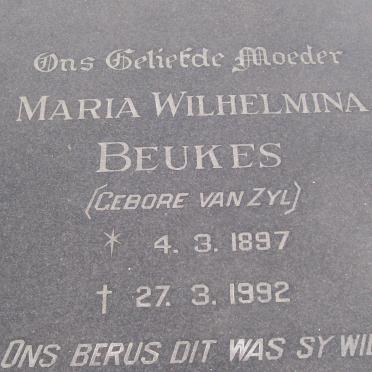 Ons Geliefde Moeder
MARIA WILHELMINA
BEUKES
(GEBORE VAN ZYL)
* 4. 3. 1897
† 27. 3. 1992
ONS BERUS DIT WAS SY WIL